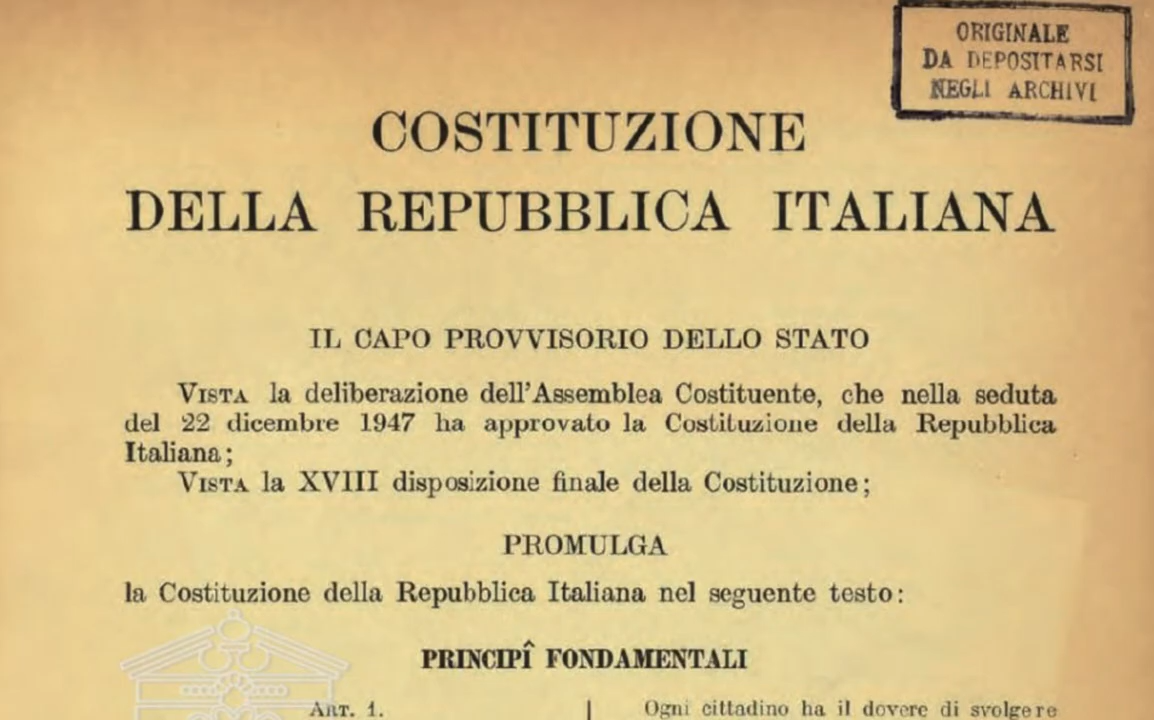 ORIGINALE
DA DEPOSITARSI
NEGLI ARCHIVI
COSTITUZIONE
DELLA REPUBBLICA ITALIANA
IL CAPO PROVVISORIO DELLO STATO
VISTA la deliberazione dell'Assemblea Costituente, che nella seduta
del 22 dicembre 1947 ha approvato la Costituzione della Repubblica
Italiana;
VISTA la XVIII disposizione finale della Costituzione;
PROMULGA
la Costituzione della Repubblica Italiana nel seguente testo:
PRINCIPÎ FONDAMENTALI
ART. 1.
Ogni cittadino ha il dovere di svolgere